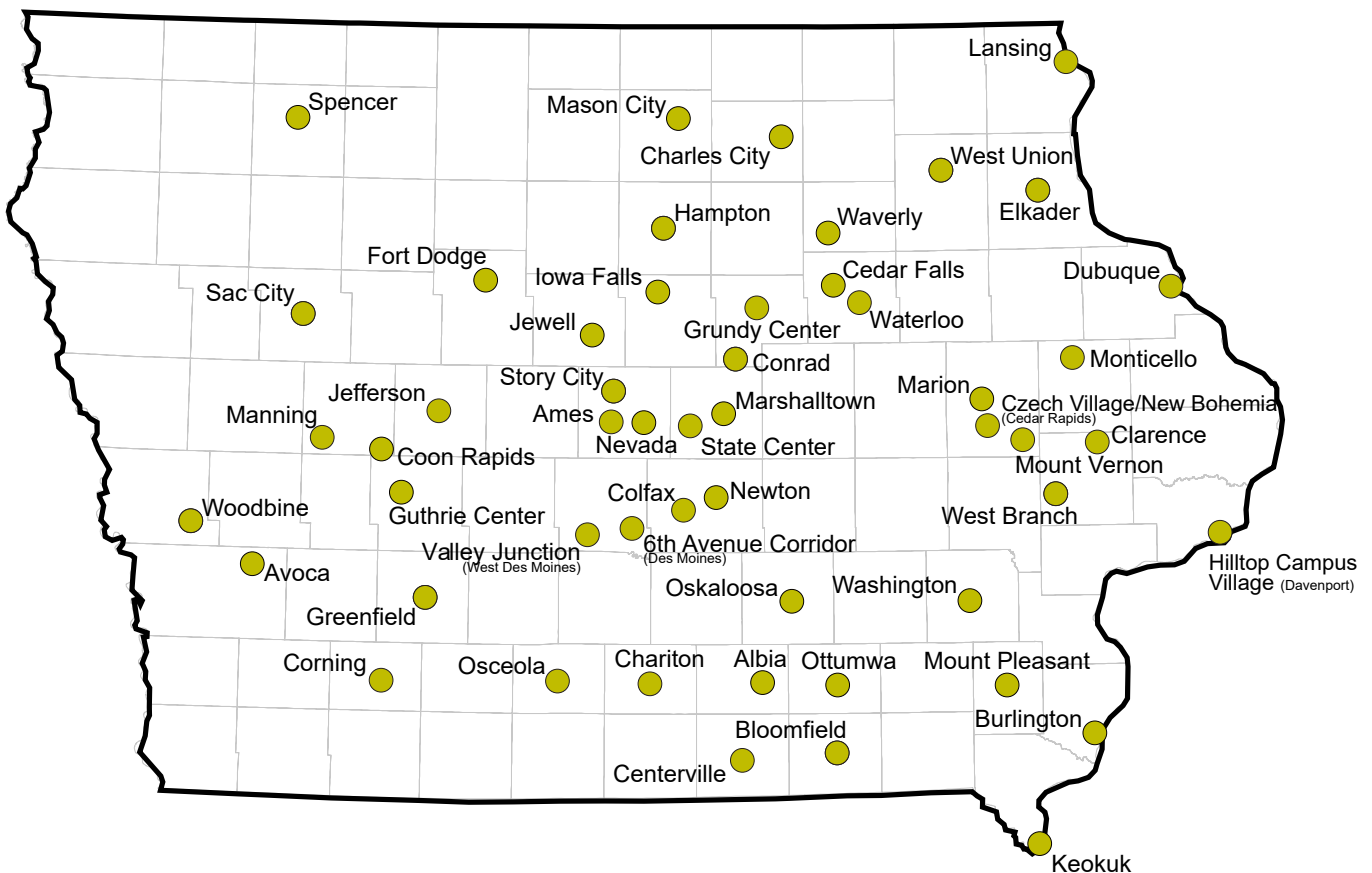 Lansing
Spencer
Mason City
Charles City
West Union
Elkader
Hampton
Waverly
Fort Dodge
Iowa Falls
Cedar Falls
Dubuque
Sac City
Jewell
Grundy Center
Waterloo
Conrad
Monticello
Story City
Jefferson
Marion
Manning
Ames
Marshalltown
Czech Village/New Bohemia
(Cedar Rapids)
Nevada
State Center
Clarence
Coon Rapids
Mount Vernon
Colfax
Newton
Woodbine
Guthrie Center
West Branch
Valley Junction
(West Des Moines)
6th Avenue Corridor
(Des Moines)
Hilltop Campus
Village (Davenport)
Avoca
Oskaloosa
Washington
Greenfield
Corning
Osceola
Chariton
Albia
Ottumwa
Mount Pleasant
Burlington
Bloomfield
Centerville
Keokuk